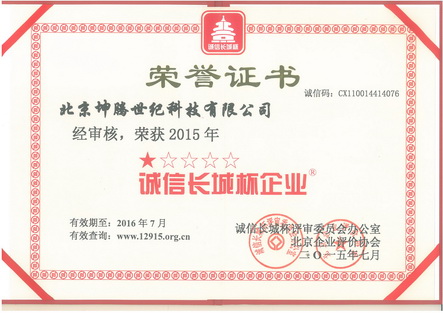 诚信长城杯
荣誉证书
诚信码：CX110014414076
北京坤腾世纪科技有限公司
经审核，荣获2015年
★☆☆☆☆
诚信长城杯企业®
有效期至：2016年7月
有效查询：www.12915.org.cn
诚信长城杯评审委员会办公室
北京企业评价协会
二〇一五年七月